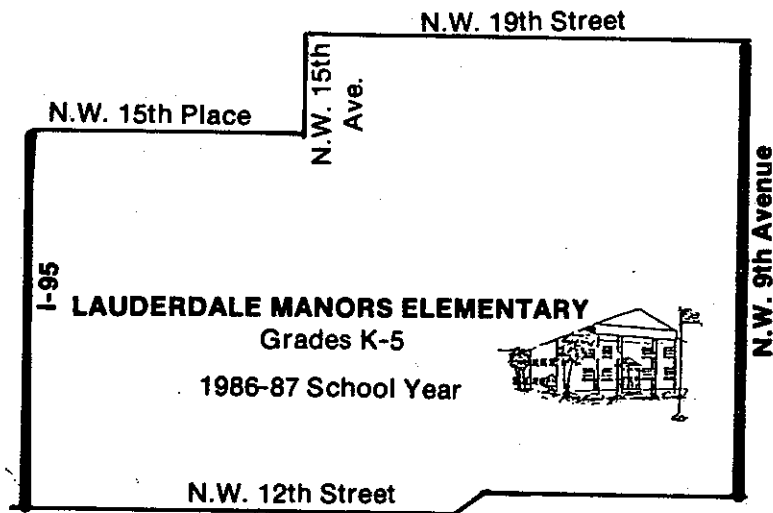 N.W. 19th Street
N.W. 15th
Ave.
N.W. 15th Place
N.W. 9th Avenue
I-95
LAUDERDALE MANORS ELEMENTARY
Grades K-5
1986-87 School Year
N.W. 12th Street